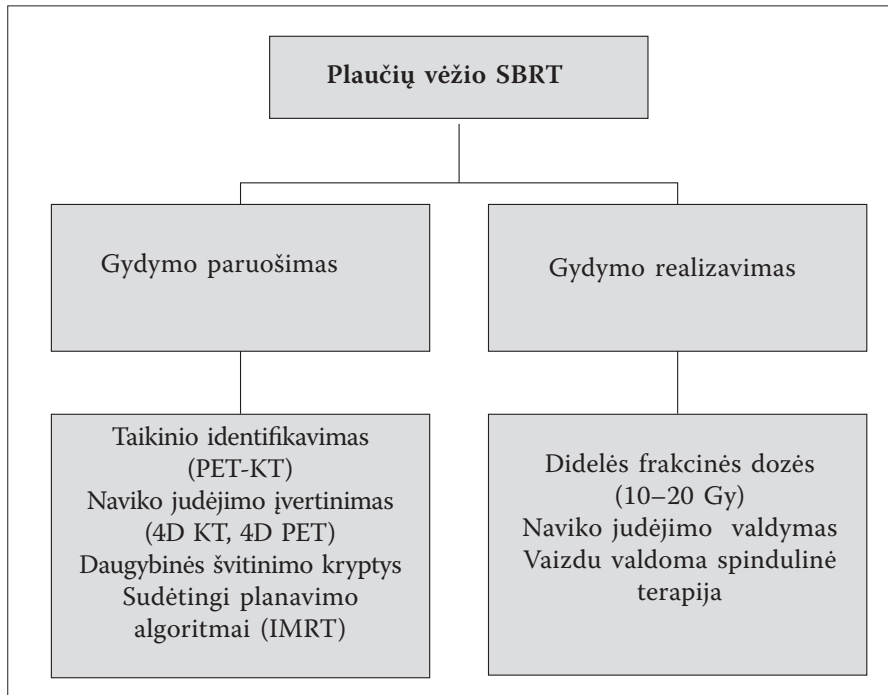 Plaučių vėžio SBRT
Gydymo paruošimas
Gydymo realizavimas
Taikinio identifikavimas
(PET-KT)
Naviko judėjimo įvertinimas
(4D KT, 4D PET)
Daugybinės švitinimo kryptys
Sudėtingi planavimo
algoritmai (IMRT)
Didelės frakcinės dozės
(10–20 Gy)
Naviko judėjimo valdymas
Vaizdu valdoma spindulinė
terapija